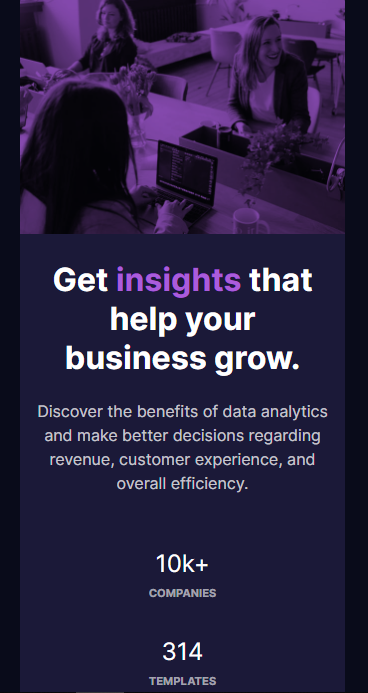 Get insights that
help your
business grow.
Discover the benefits of data analytics
and make better decisions regarding
revenue, customer experience, and
overall efficiency.
10k+
COMPANIES
314
TEMPLATES